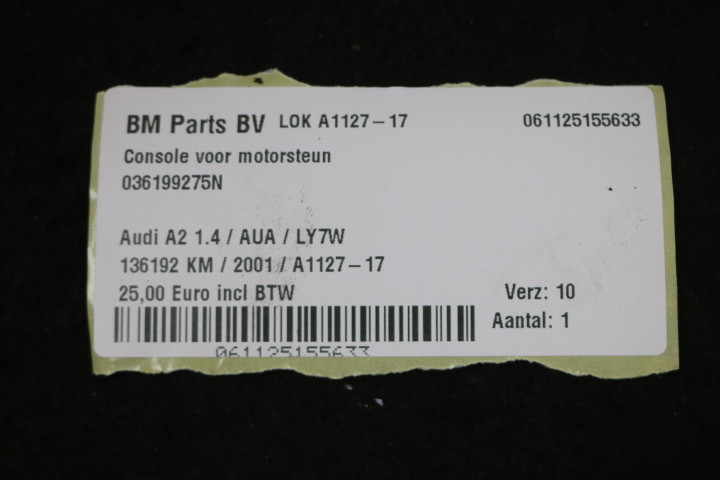 BM Parts BV LOK A1127-17 061125155633
Console voor motorsteun
036199275N
Audi A2 1.4 / AUA / LY7W
136192 KM / 2001 / A1127-17
25,00 Euro incl BTW Verz: 10
Aantal: 1
061125155633